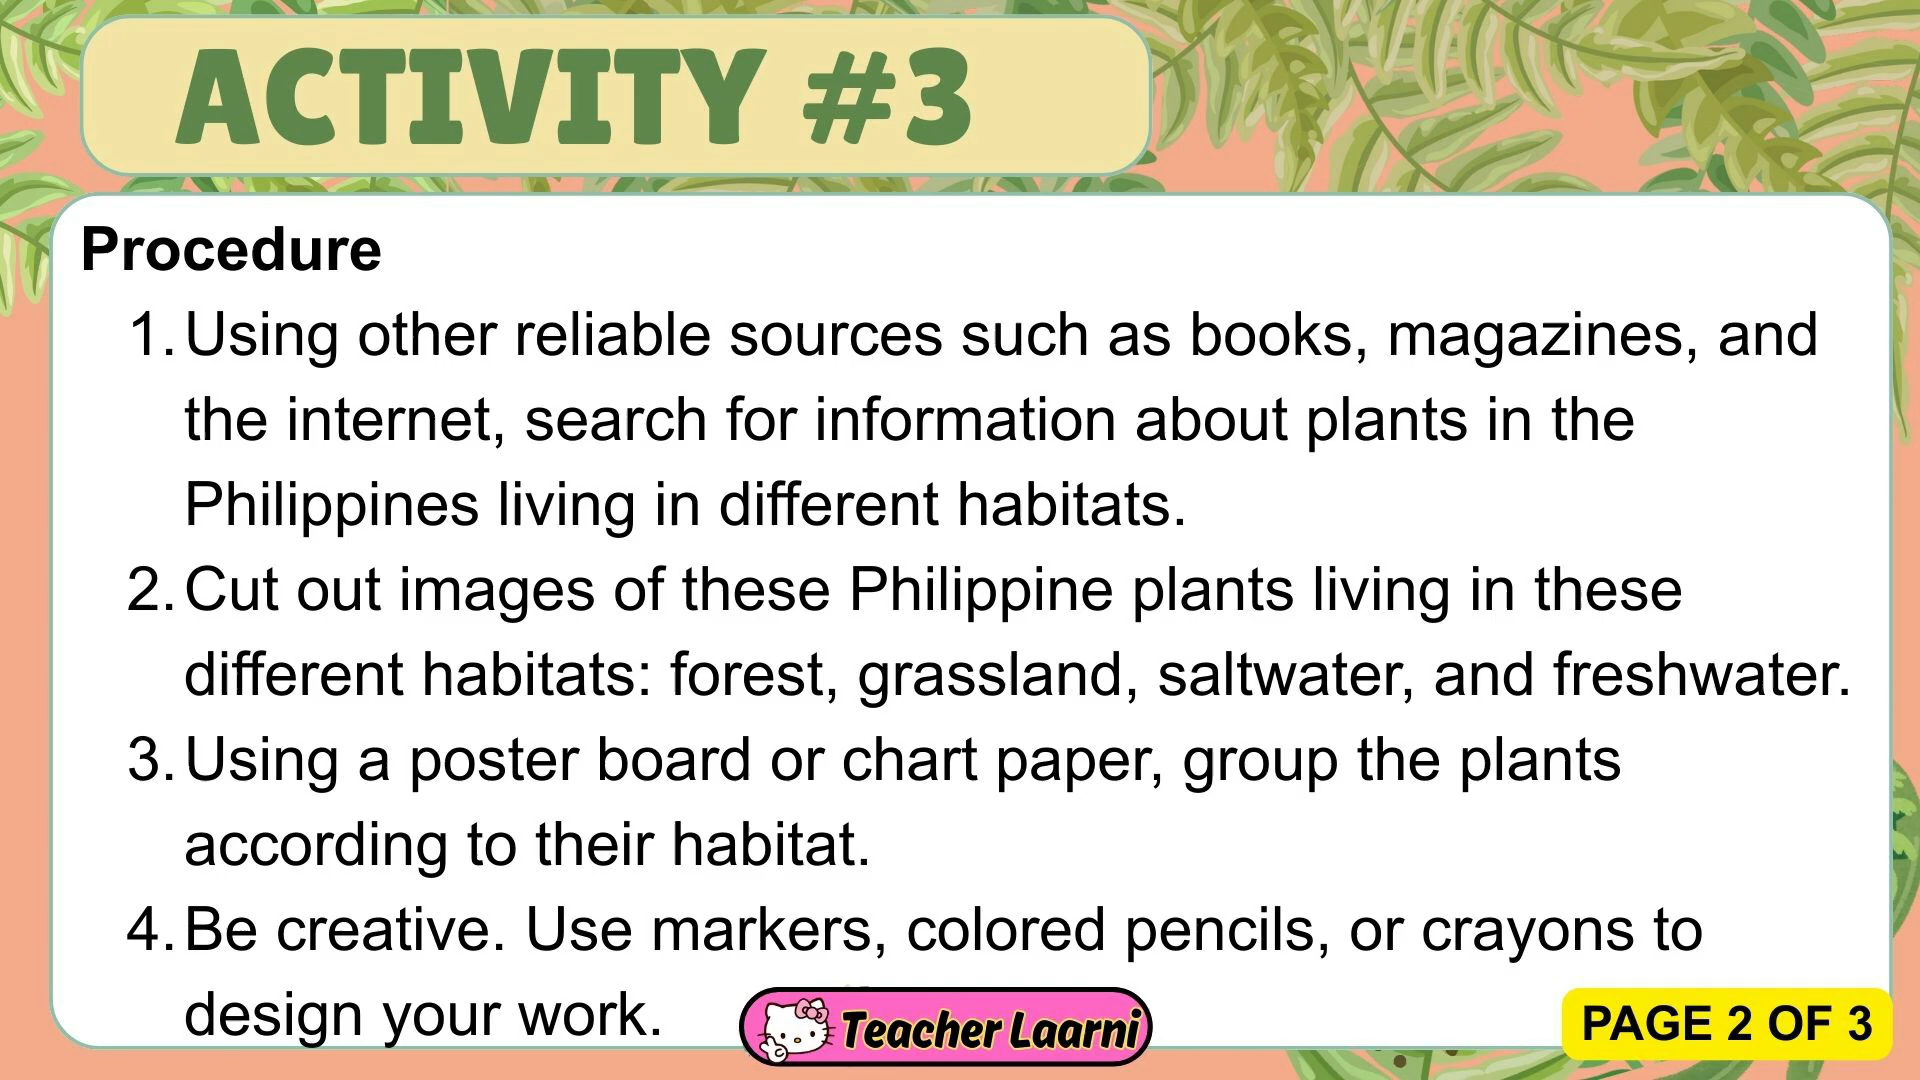 ACTIVITY #3
Procedure
1. Using other reliable sources such as books, magazines, and
the internet, search for information about plants in the
Philippines living in different habitats.
2. Cut out images of these Philippine plants living in these
different habitats: forest, grassland, saltwater, and freshwater.
3. Using a poster board or chart paper, group the plants
according to their habitat.
4. Be creative. Use markers, colored pencils, or crayons to
design your work.
Teacher Laarni
PAGE 2 OF 3